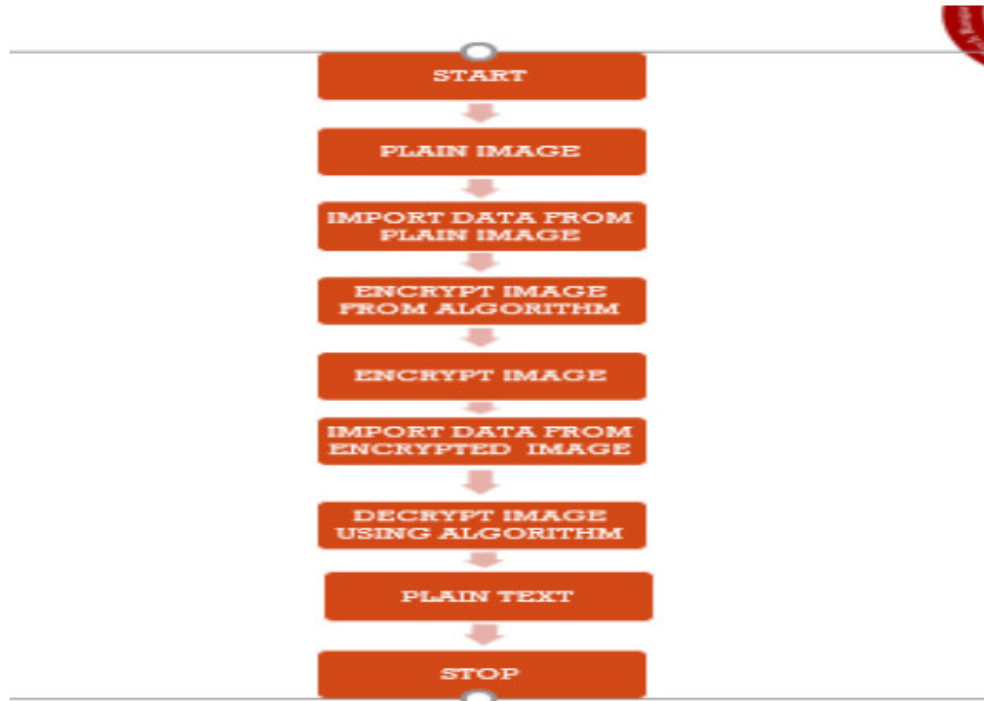 START
PLAIN IMAGE
IMPORT DATA FROM
PLAIN IMAGE
ENCRYPT IMAGE
FROM ALGORITHM
ENCRYPT IMAGE
IMPORT DATA FROM
ENCRYPTED IMAGE
DECRYPT IMAGE
USING ALGORITHM
PLAIN TEXT
STOP